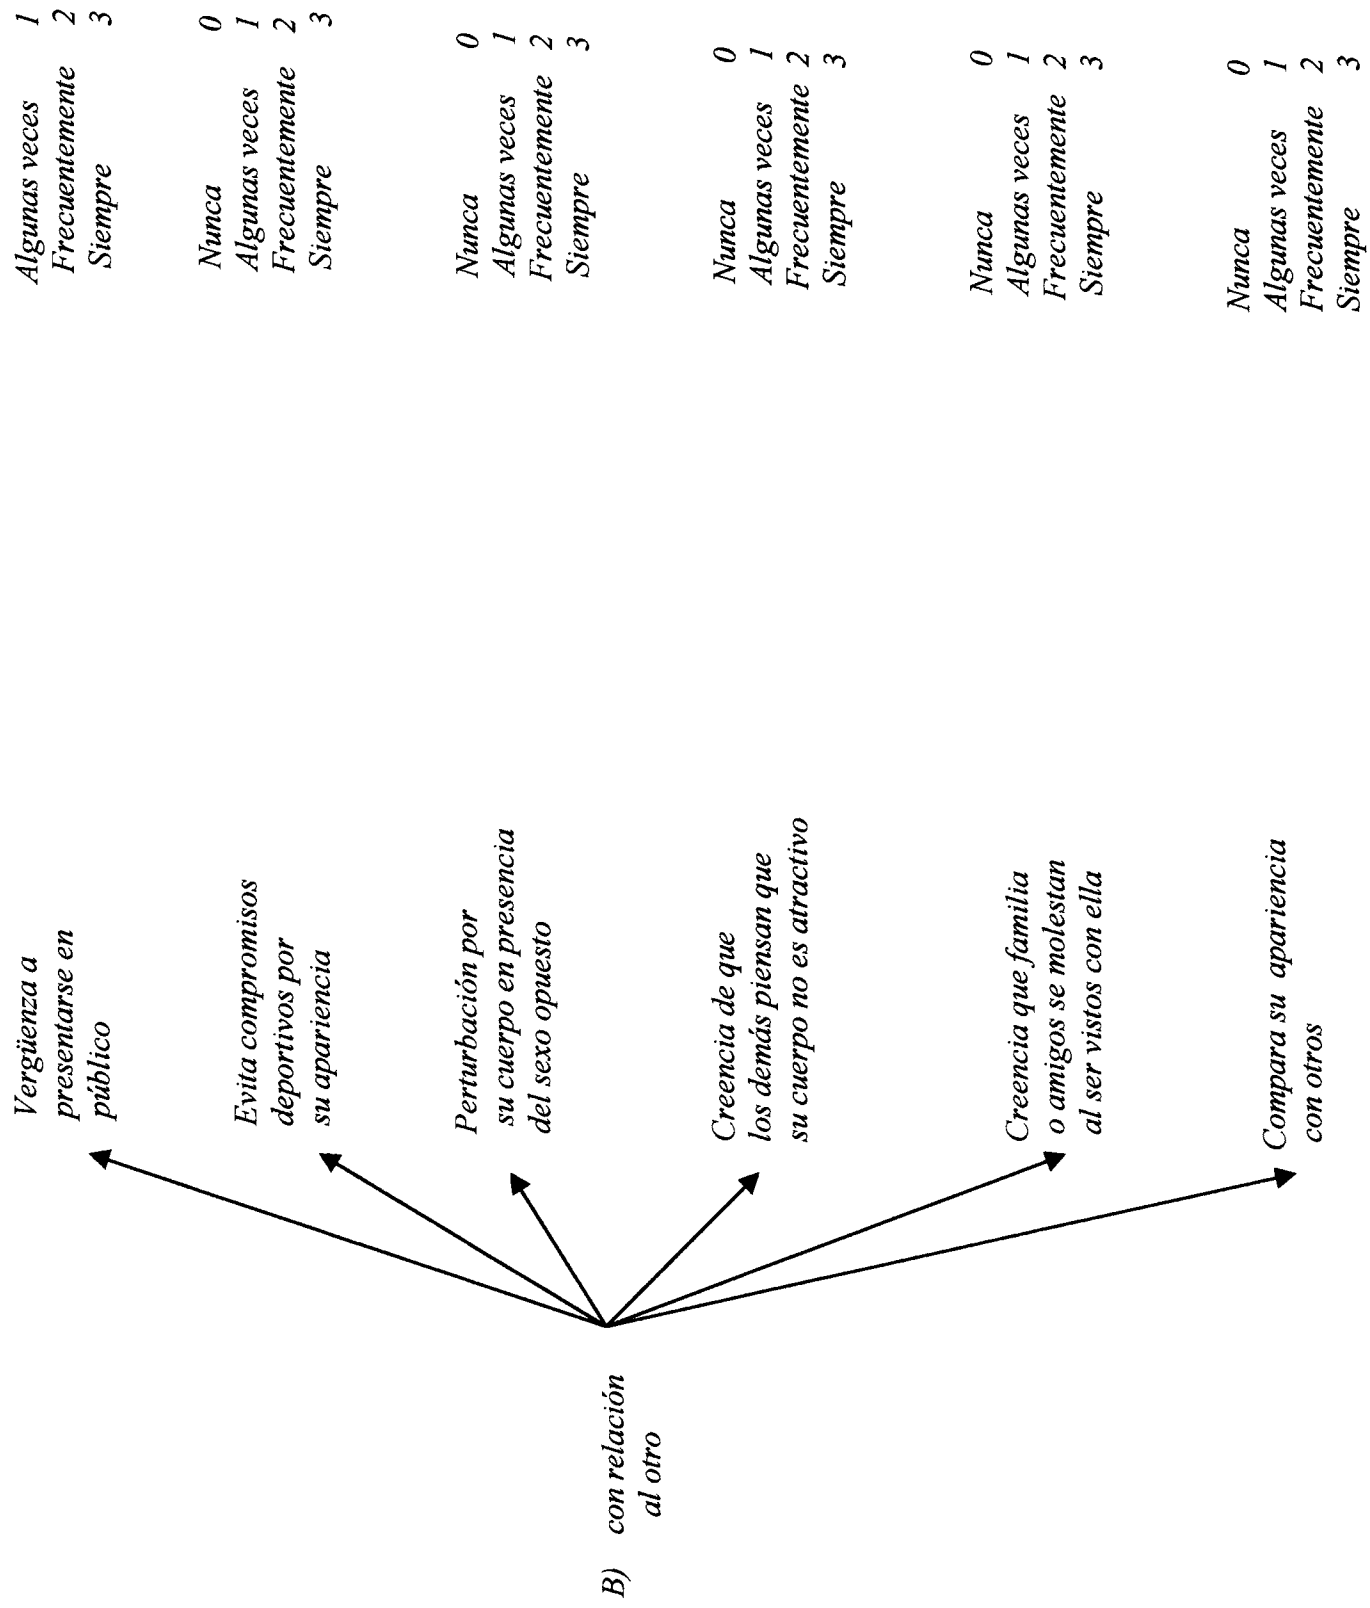 Vergüenza a
presentarse en
público
Algunas veces 1
Frecuentemente 2
Siempre 3
Evita compromisos
deportivos por
su apariencia
Nunca 0
Algunas veces 1
Frecuentemente 2
Siempre 3
Perturbación por
su cuerpo en presencia
del sexo opuesto
Nunca 0
Algunas veces 1
Frecuentemente 2
Siempre 3
B) con relación
al otro
Creencia de que
los demás piensan que
su cuerpo no es atractivo
Nunca 0
Algunas veces 1
Frecuentemente 2
Siempre 3
Creencia que familia
o amigos se molestan
al ser vistos con ella
Nunca 0
Algunas veces 1
Frecuentemente 2
Siempre 3
Compara su apariencia
con otros
Nunca 0
Algunas veces 1
Frecuentemente 2
Siempre 3